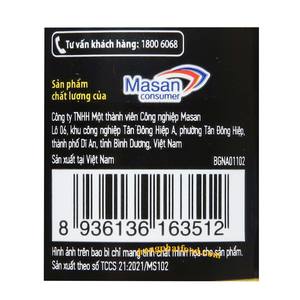 Tư vấn khách hàng: 1800 6068
Sản phẩm
chất lượng của
Masan
consumer
Công ty TNHH Một thành viên Công nghiệp Masan
Lô 06, khu công nghiệp Tân Đông Hiệp A, phường Tân Đông Hiệp,
thành phố Dĩ An, tỉnh Bình Dương, Việt Nam
Sản xuất tại Việt Nam
BGNA01102
8 936136 163512
Hình ảnh trên bao bì chỉ mang tính chất minh họa cho sản phẩm.
Sản xuất theo số TCCS 21:2021/MS102